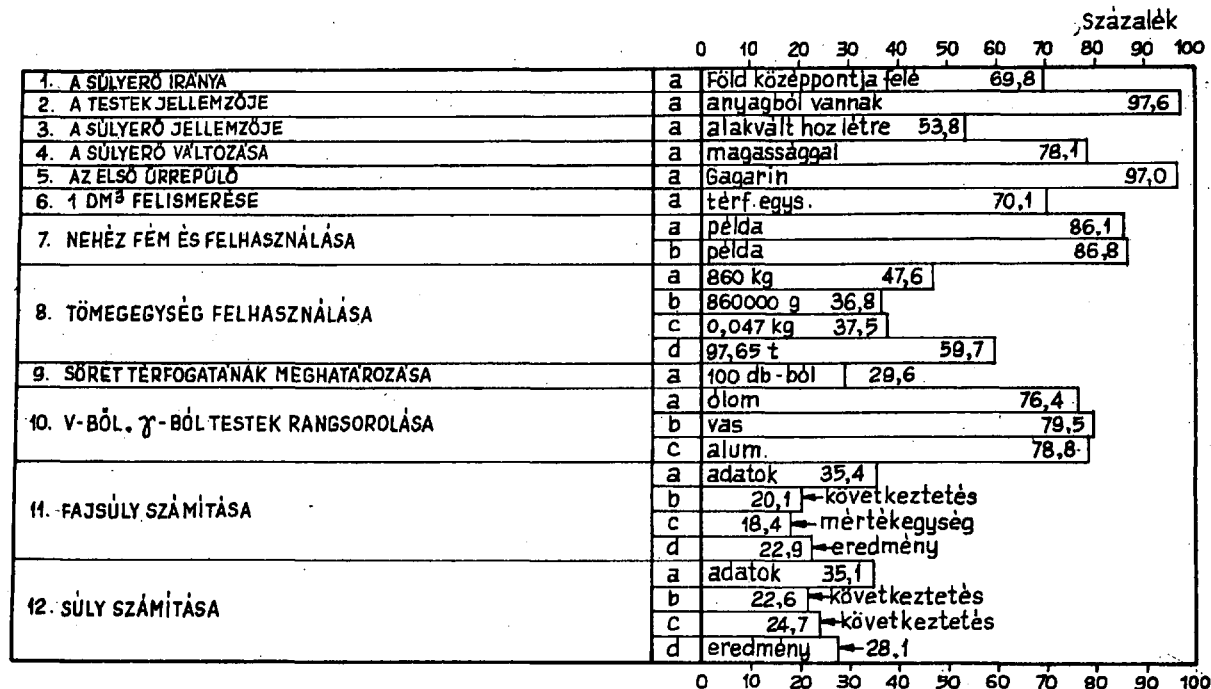 Százalék
0 10 20 30 40 50 60 70 80 90 100
1. A SÚLYERŐ IRÁNYA a Föld középpontja felé 69,8
2. A TESTEK JELLEMZŐJE a anyagból vannak 97,6
3. A SÚLYERŐ JELLEMZŐJE a alakvált hoz létre 53,8
4. A SÚLYERŐ VÁLTOZÁSA a magassággal 78,1
5. AZ ELSŐ ŰRREPÜLŐ a Gagarin 97,0
6. 1 DM³ FELISMERÉSE a térf. egys. 70,1
7. NEHÉZ FÉM ÉS FELHASZNÁLÁSA a példa 86,1
b példa 86,8
8. TÖMEGEGYSÉG FELHASZNÁLÁSA a 860 kg 47,6
b 860000 g 36,8
c 0,047 kg 37,5
d 97,65 t 59,7
9. SÖRÉT TÉRFOGATÁNÁK MEGHATÁROZÁSA a 100 db-ból 29,6
10. V-BŐL, γ-BÓL TESTEK RANGSOROLÁSA a ólom 76,4
b vas 79,5
c alum. 78,8
11. FAJSÚLY SZÁMÍTÁSA a adatok 35,4
b 20,1 ←következtetés
c 18,4 ←mértékegység
d 22,9 ←eredmény
12. SÚLY SZÁMÍTÁSA a adatok 35,1
b 22,6 ←következtetés
c 24,7 ←következtetés
d eredmény ←28,1
0 10 20 30 40 50 60 70 80 90 100